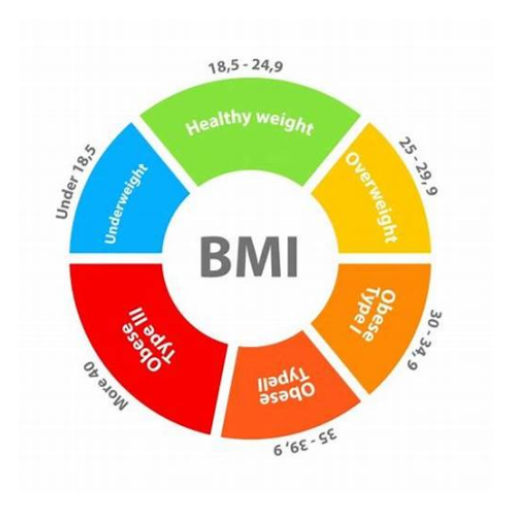 BMI
18,5 - 24,9
Healthy weight
25 - 29, 9
Overweight
30 - 34,9
Obese
Type I
35 - 39,9
Obese
TypeII
More 40
Obese
Type III
Under 18,5
Underweight